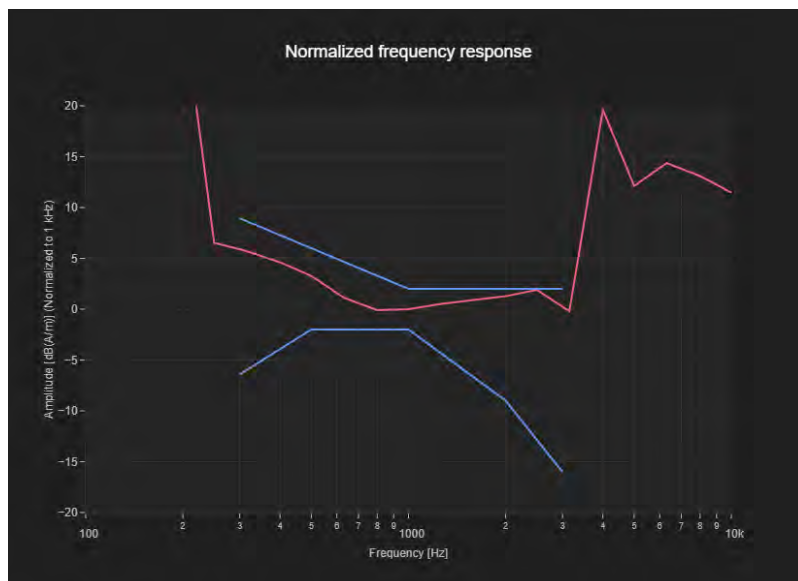 Normalized frequency response
Amplitude [dB(A/m)] (Normalized to 1 kHz)
20
15
10
5
0
−5
−10
−15
−20
100 2 3 4 5 6 7 8 9 1000 2 3 4 5 6 7 8 9 10k
Frequency [Hz]